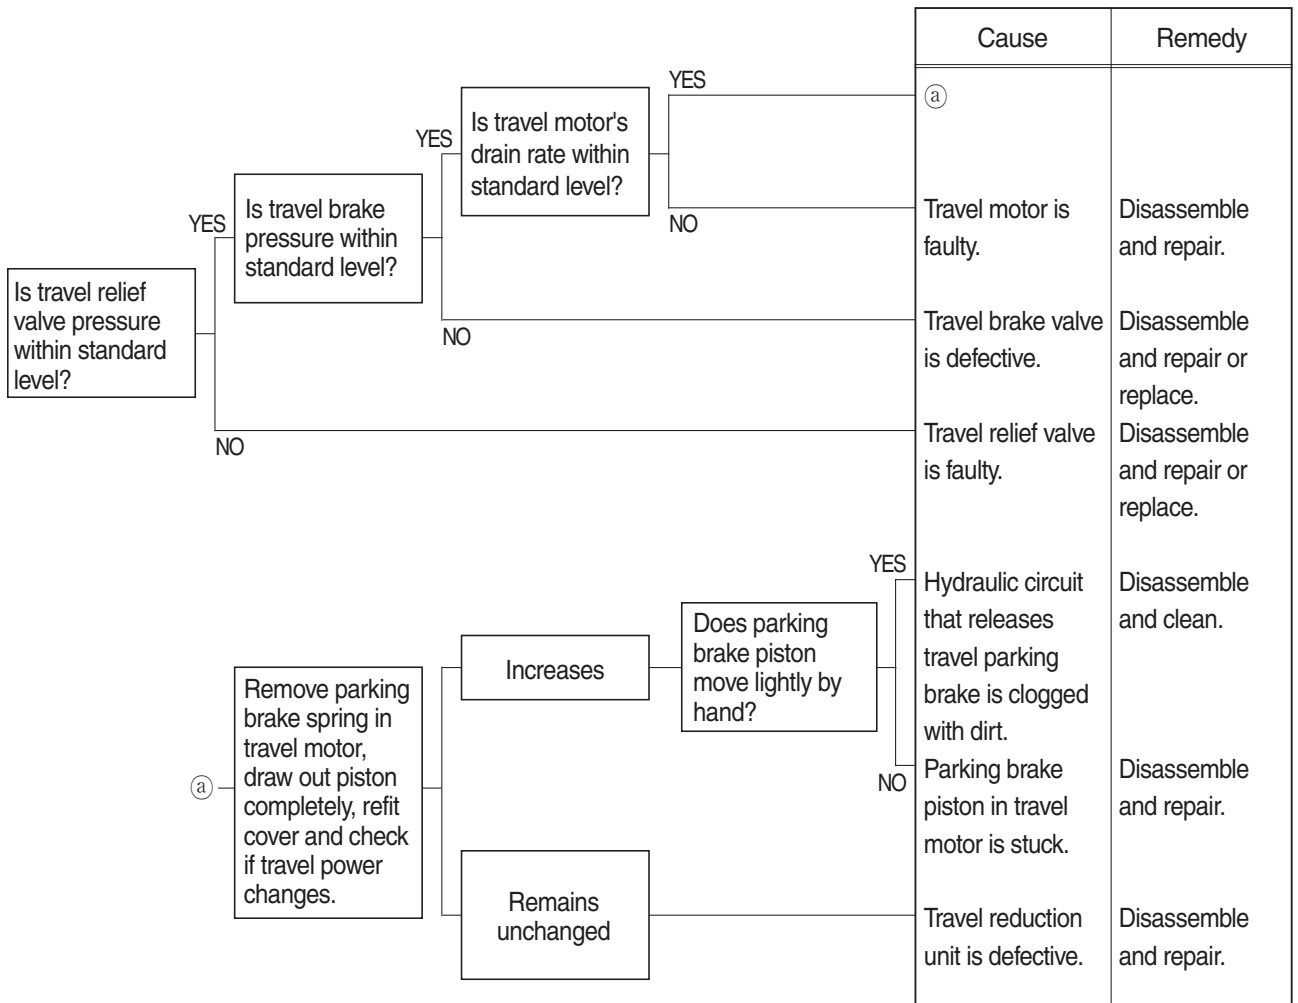 Cause
Remedy
YES
ⓐ
Is travel motor's
drain rate within
standard level?
YES
NO
Travel motor is
faulty.
Disassemble
and repair.
Is travel brake
pressure within
standard level?
YES
NO
Travel brake valve
is defective.
Disassemble
and repair or
replace.
Is travel relief
valve pressure
within standard
level?
NO
Travel relief valve
is faulty.
Disassemble
and repair or
replace.
ⓐ
Remove parking
brake spring in
travel motor,
draw out piston
completely, refit
cover and check
if travel power
changes.
Increases
Does parking
brake piston
move lightly by
hand?
YES
Hydraulic circuit
that releases
travel parking
brake is clogged
with dirt.
Disassemble
and clean.
NO
Parking brake
piston in travel
motor is stuck.
Disassemble
and repair.
Remains
unchanged
Travel reduction
unit is defective.
Disassemble
and repair.